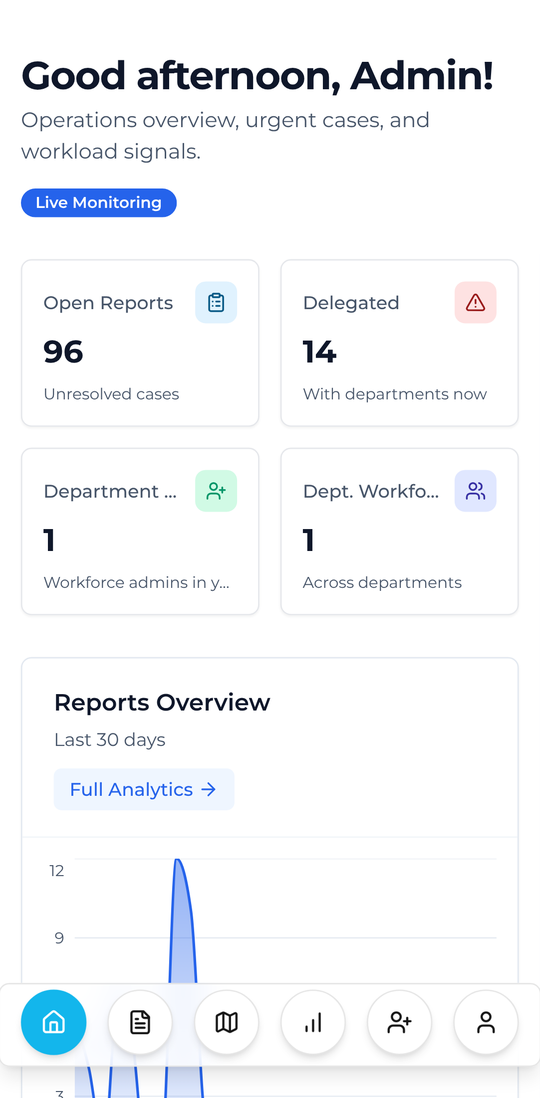 Good afternoon, Admin!
Operations overview, urgent cases, and
workload signals.
Live Monitoring
Open Reports
96
Unresolved cases
Delegated
14
With departments now
Department ...
1
Workforce admins in y...
Dept. Workfo...
1
Across departments
Reports Overview
Last 30 days
Full Analytics →
12
9
3